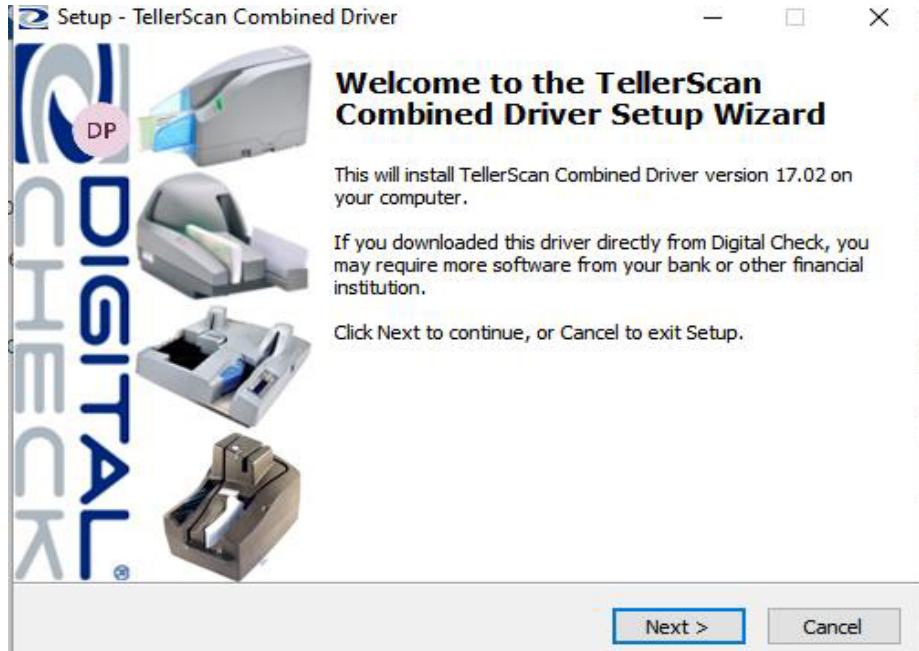 Setup - TellerScan Combined Driver
Welcome to the TellerScan
Combined Driver Setup Wizard
DP
This will install TellerScan Combined Driver version 17.02 on
your computer.
If you downloaded this driver directly from Digital Check, you
may require more software from your bank or other financial
institution.
Click Next to continue, or Cancel to exit Setup.
DIGITAL®
CHECK
Next >
Cancel